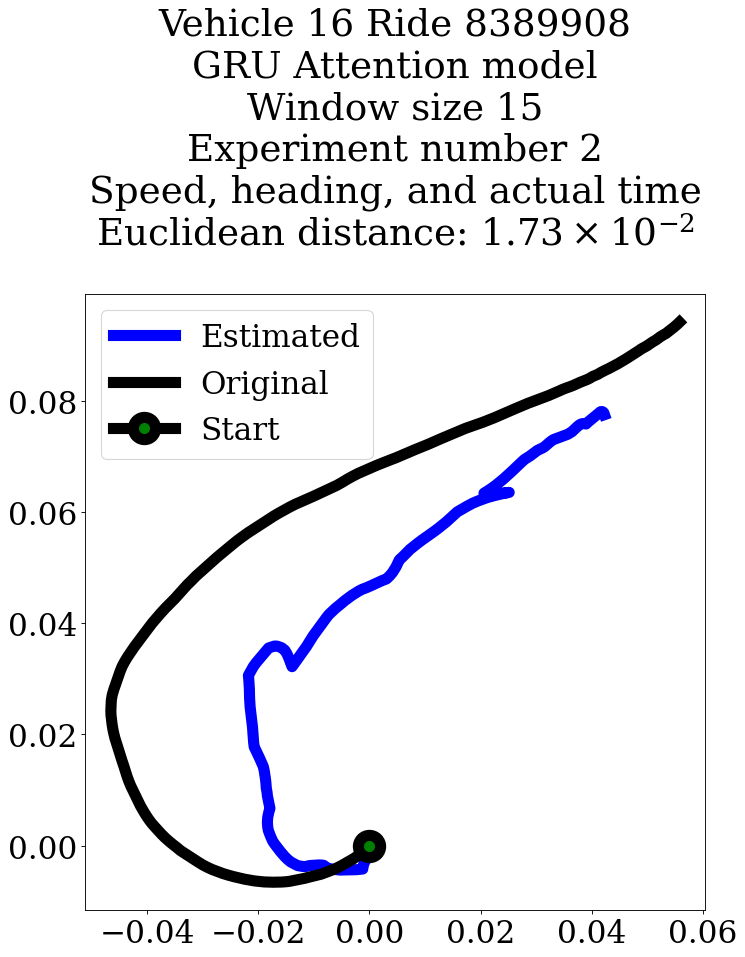 Vehicle 16 Ride 8389908
GRU Attention model
Window size 15
Experiment number 2
Speed, heading, and actual time
Euclidean distance: 1.73 × 10⁻²
Estimated
Original
Start
0.08
0.06
0.04
0.02
0.00
−0.04 −0.02 0.00 0.02 0.04 0.06